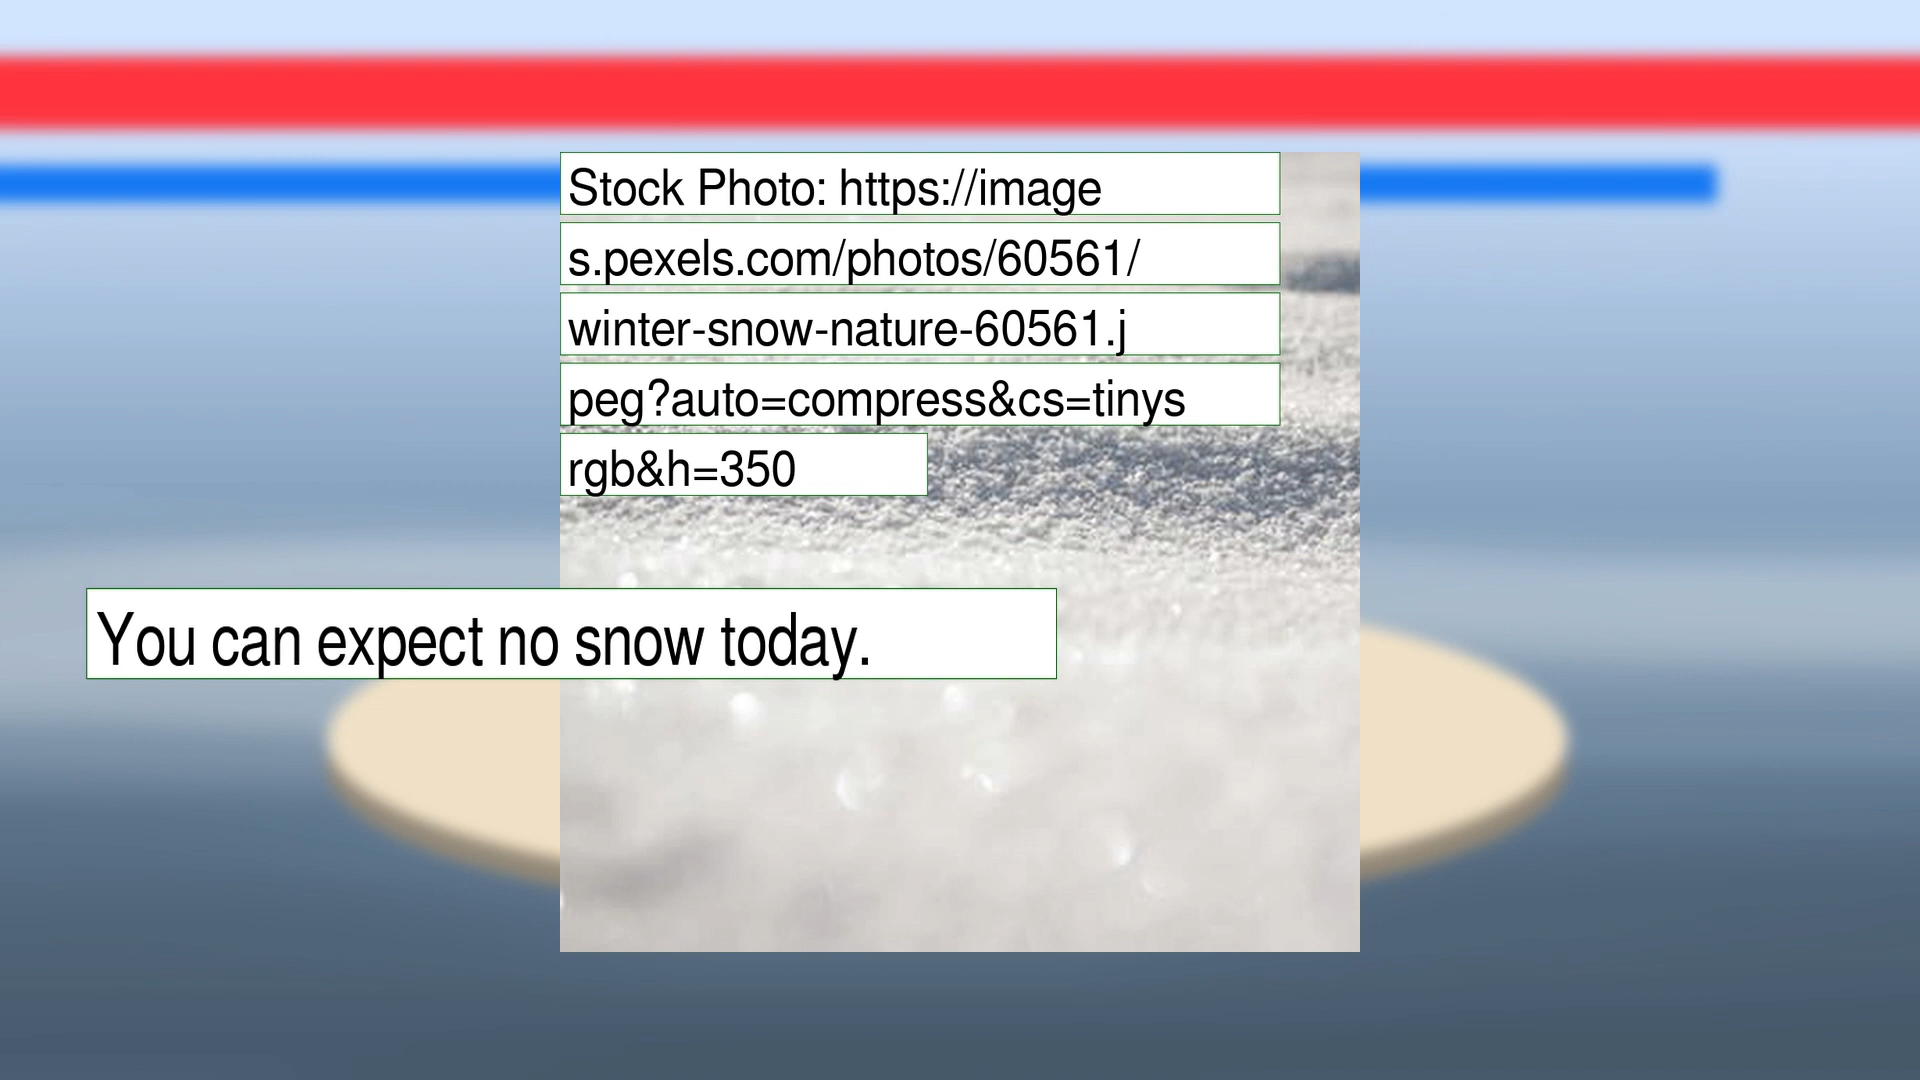 Stock Photo: https://image
s.pexels.com/photos/60561/
winter-snow-nature-60561.j
peg?auto=compress&cs=tinys
rgb&h=350
You can expect no snow today.